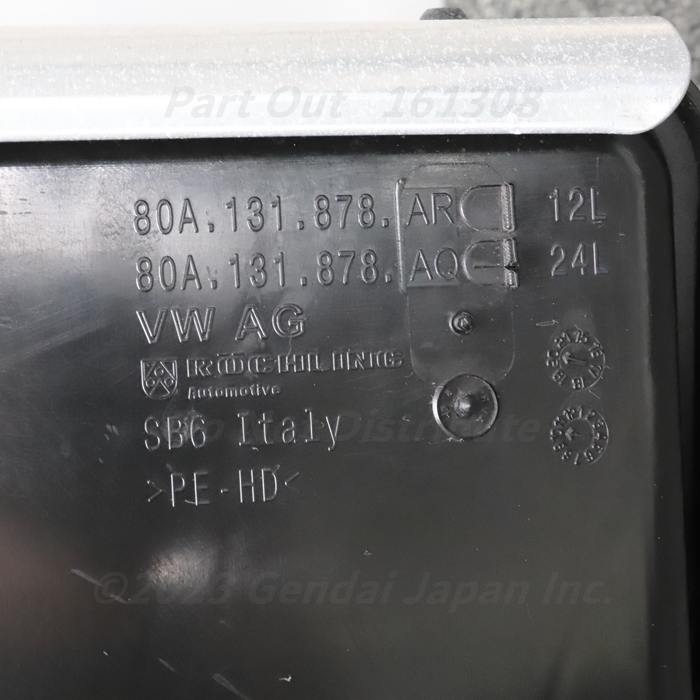 Part Out 161308
80A.131.878. AR 12L
80A.131.878. AQ 24L
VW AG
RÖCHLING
Automotive
SB6 Italy
>PE-HD<
©2023 Gendai Japan Inc.